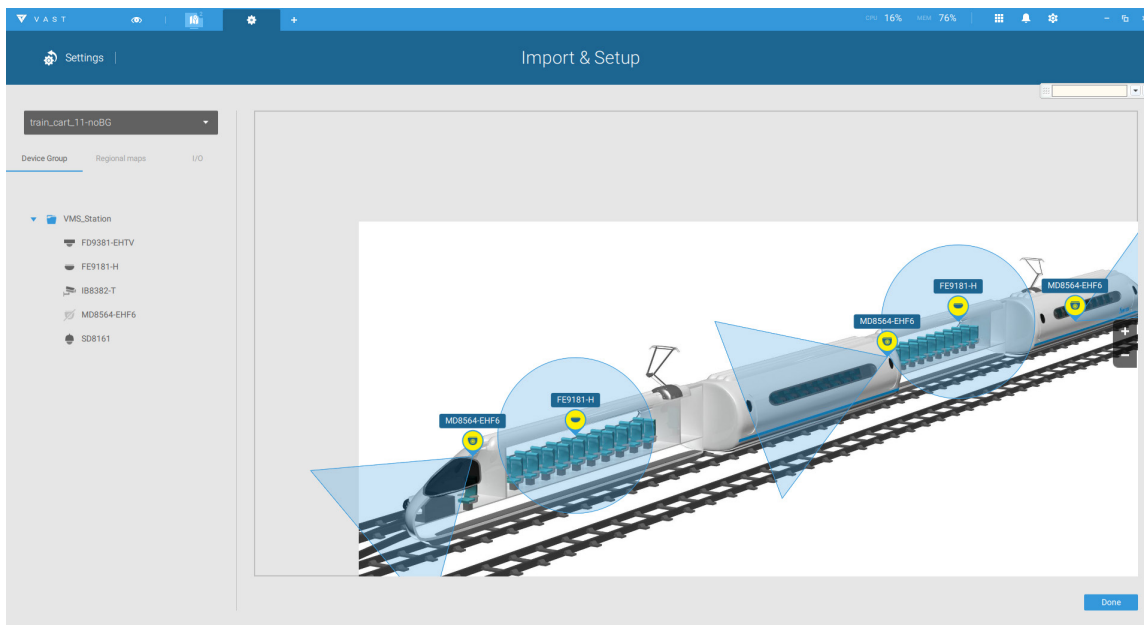 VAST
CPU 16% MEM 76%
Settings
Import & Setup
train_cart_11-noBG
Device Group Regional maps I/O
VMS_Station
FD9381-EHTV
FE9181-H
IB8382-T
MD8564-EHF6
SD8161
FE9181-H
MD8564-EHF6
MD8564-EHF6
FE9181-H
MD8564-EHF6
Done